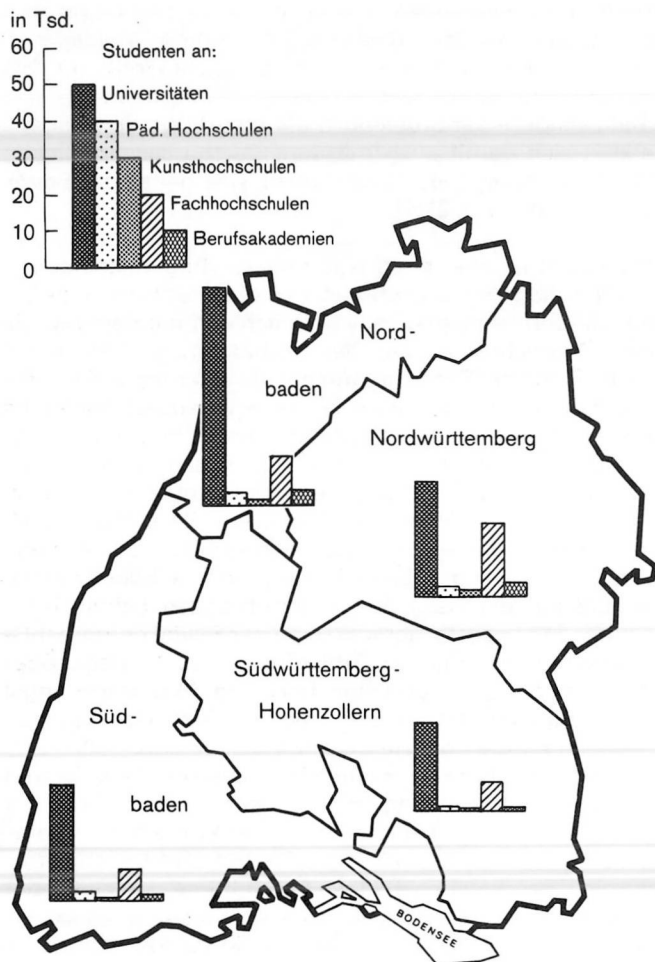 in Tsd.
60
50
40
30
20
10
0
Studenten an:
Universitäten
Päd. Hochschulen
Kunsthochschulen
Fachhochschulen
Berufsakademien
Nord-
baden
Nordwürttemberg
Südwürttemberg-
Hohenzollern
Süd-
baden
BODENSEE